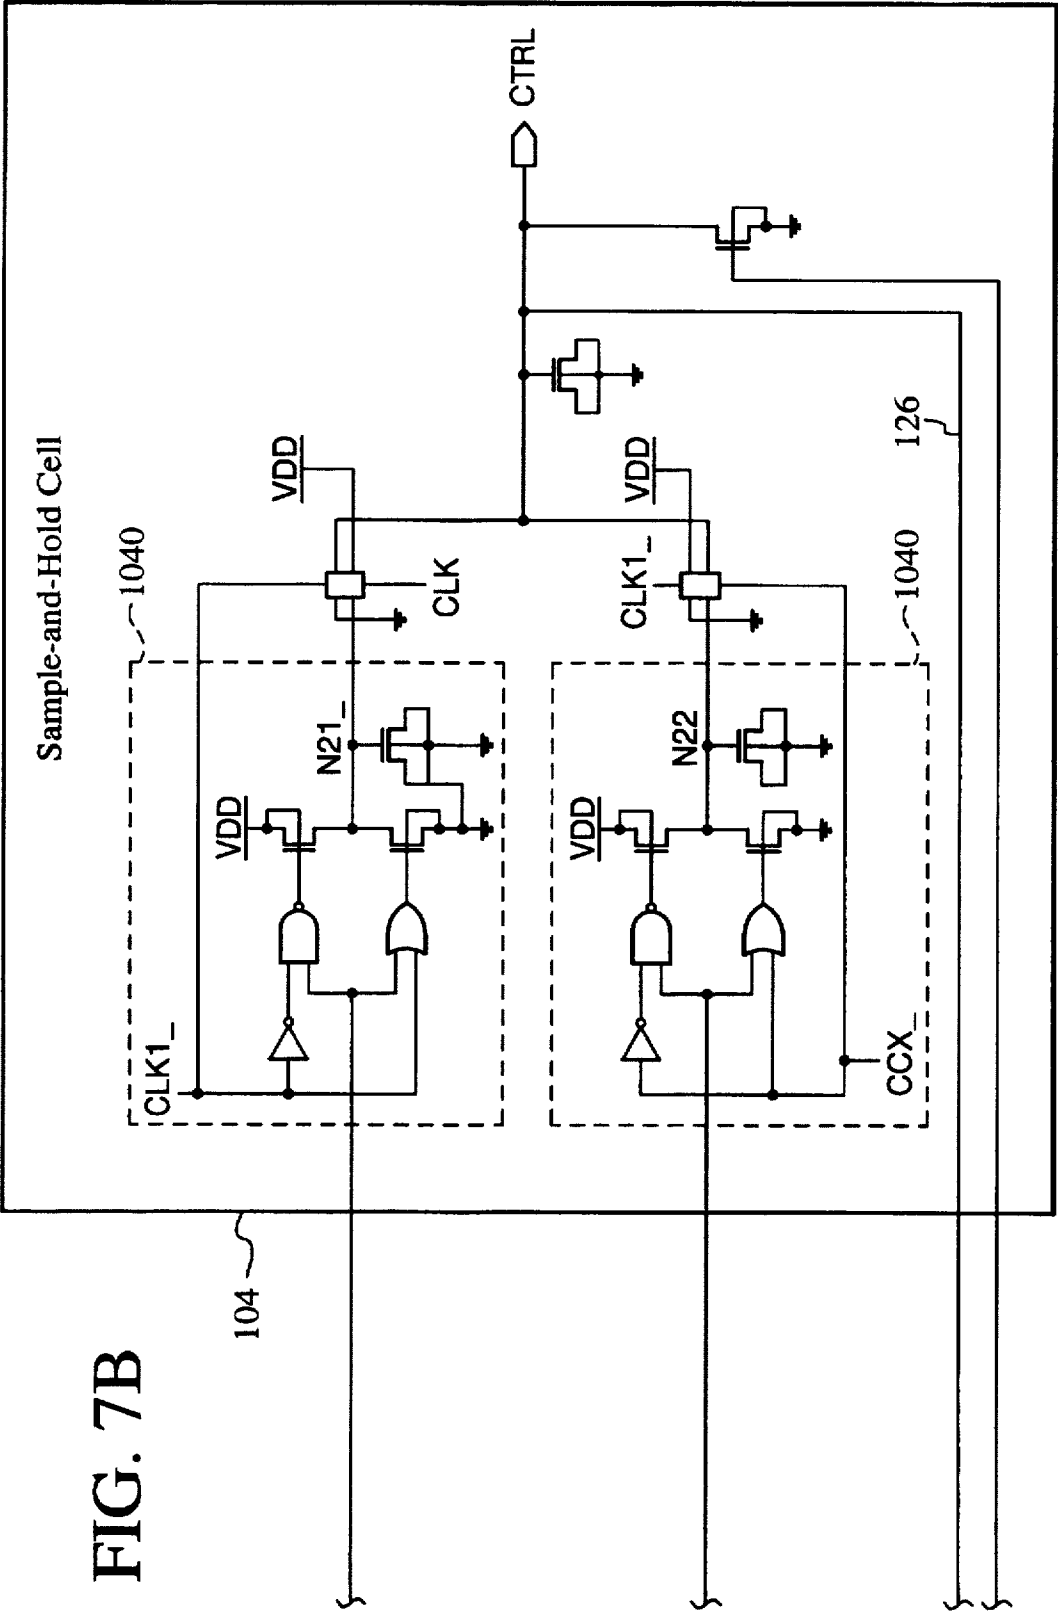 FIG. 7B
Sample-and-Hold Cell
104
1040
CLK1_
VDD
N21_
VDD
CLK
CTRL
1040
VDD
N22
CLK1_
VDD
CCX_
126